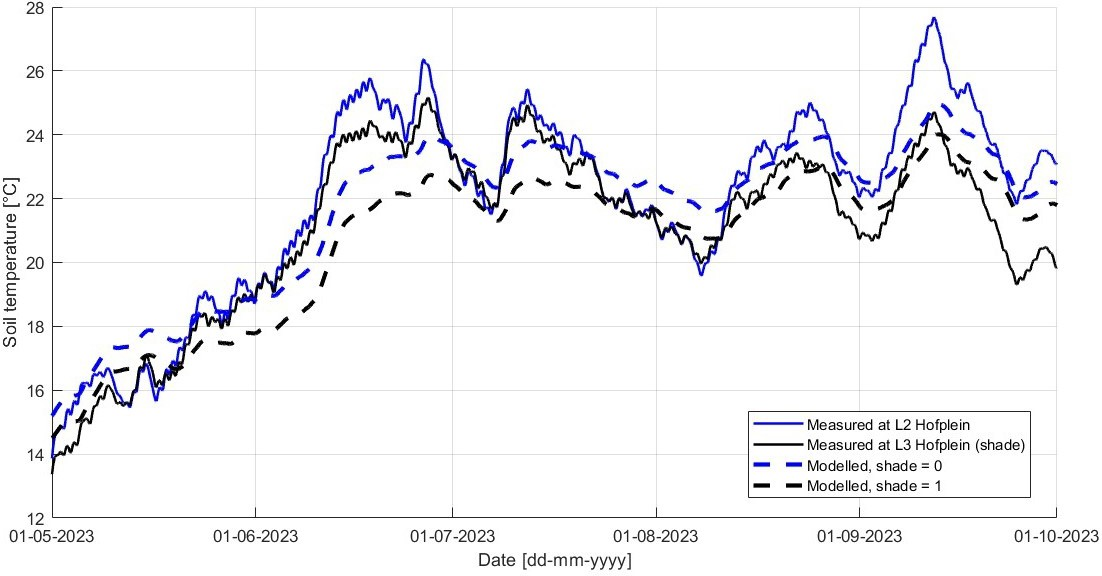 28
26
24
22
20
18
16
14
12
Soil temperature [°C]
Measured at L2 Hofplein
Measured at L3 Hofplein (shade)
Modelled, shade = 0
Modelled, shade = 1
01-05-2023 01-06-2023 01-07-2023 01-08-2023 01-09-2023 01-10-2023
Date [dd-mm-yyyy]